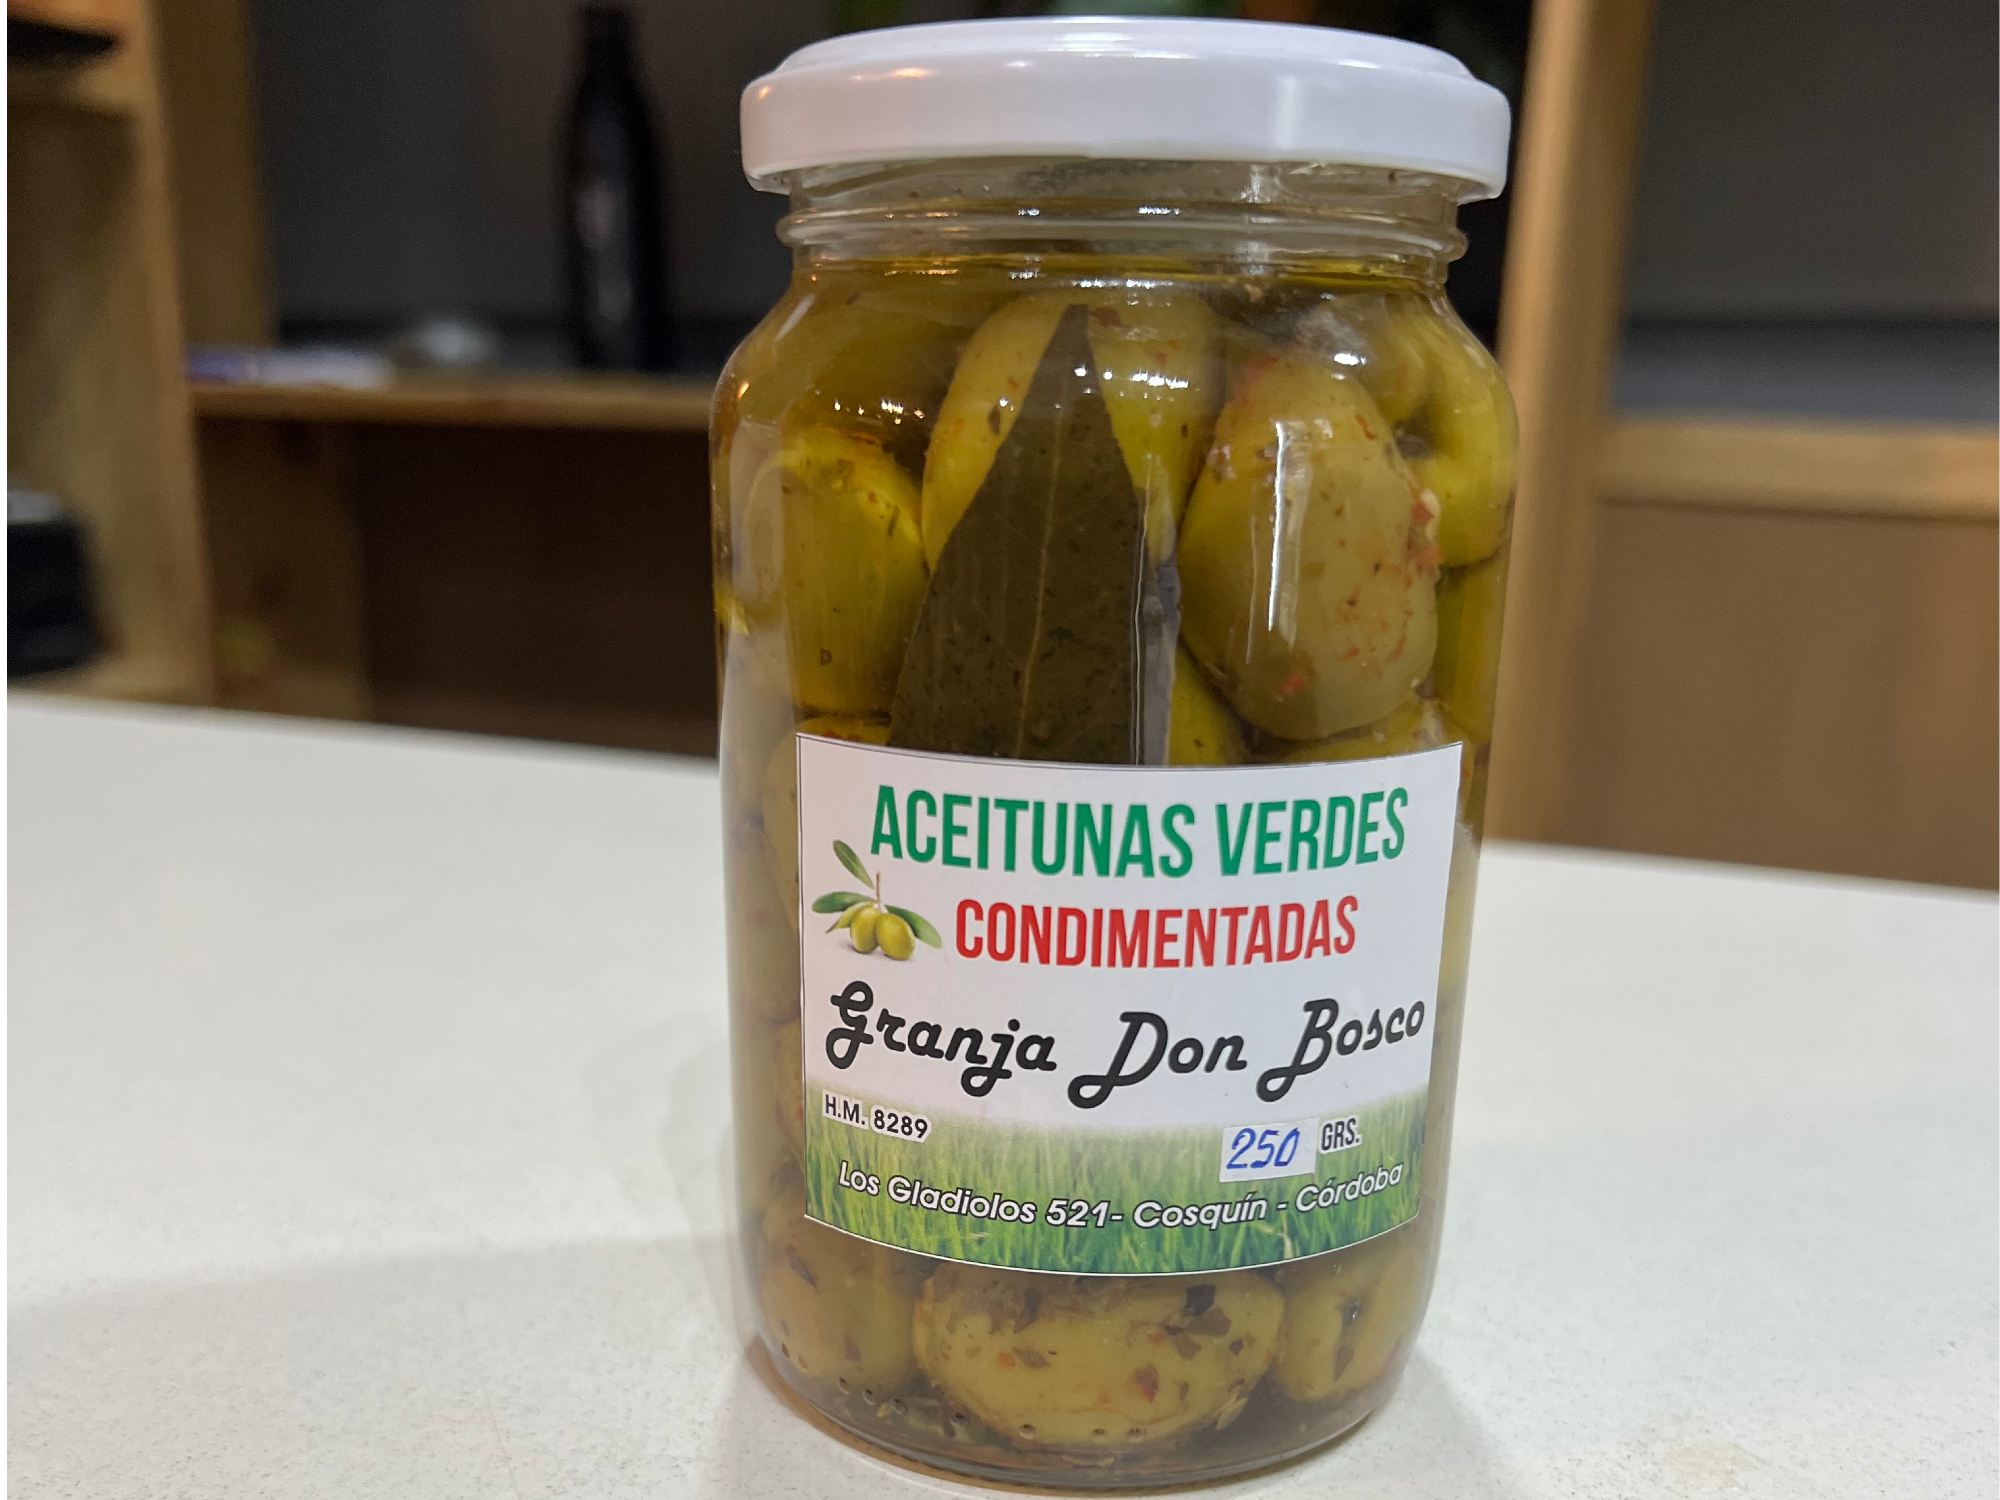 ACEITUNAS VERDES
CONDIMENTADAS
Granja Don Bosco
H.M. 8289
250 GRS.
Los Gladiolos 521- Cosquín - Córdoba